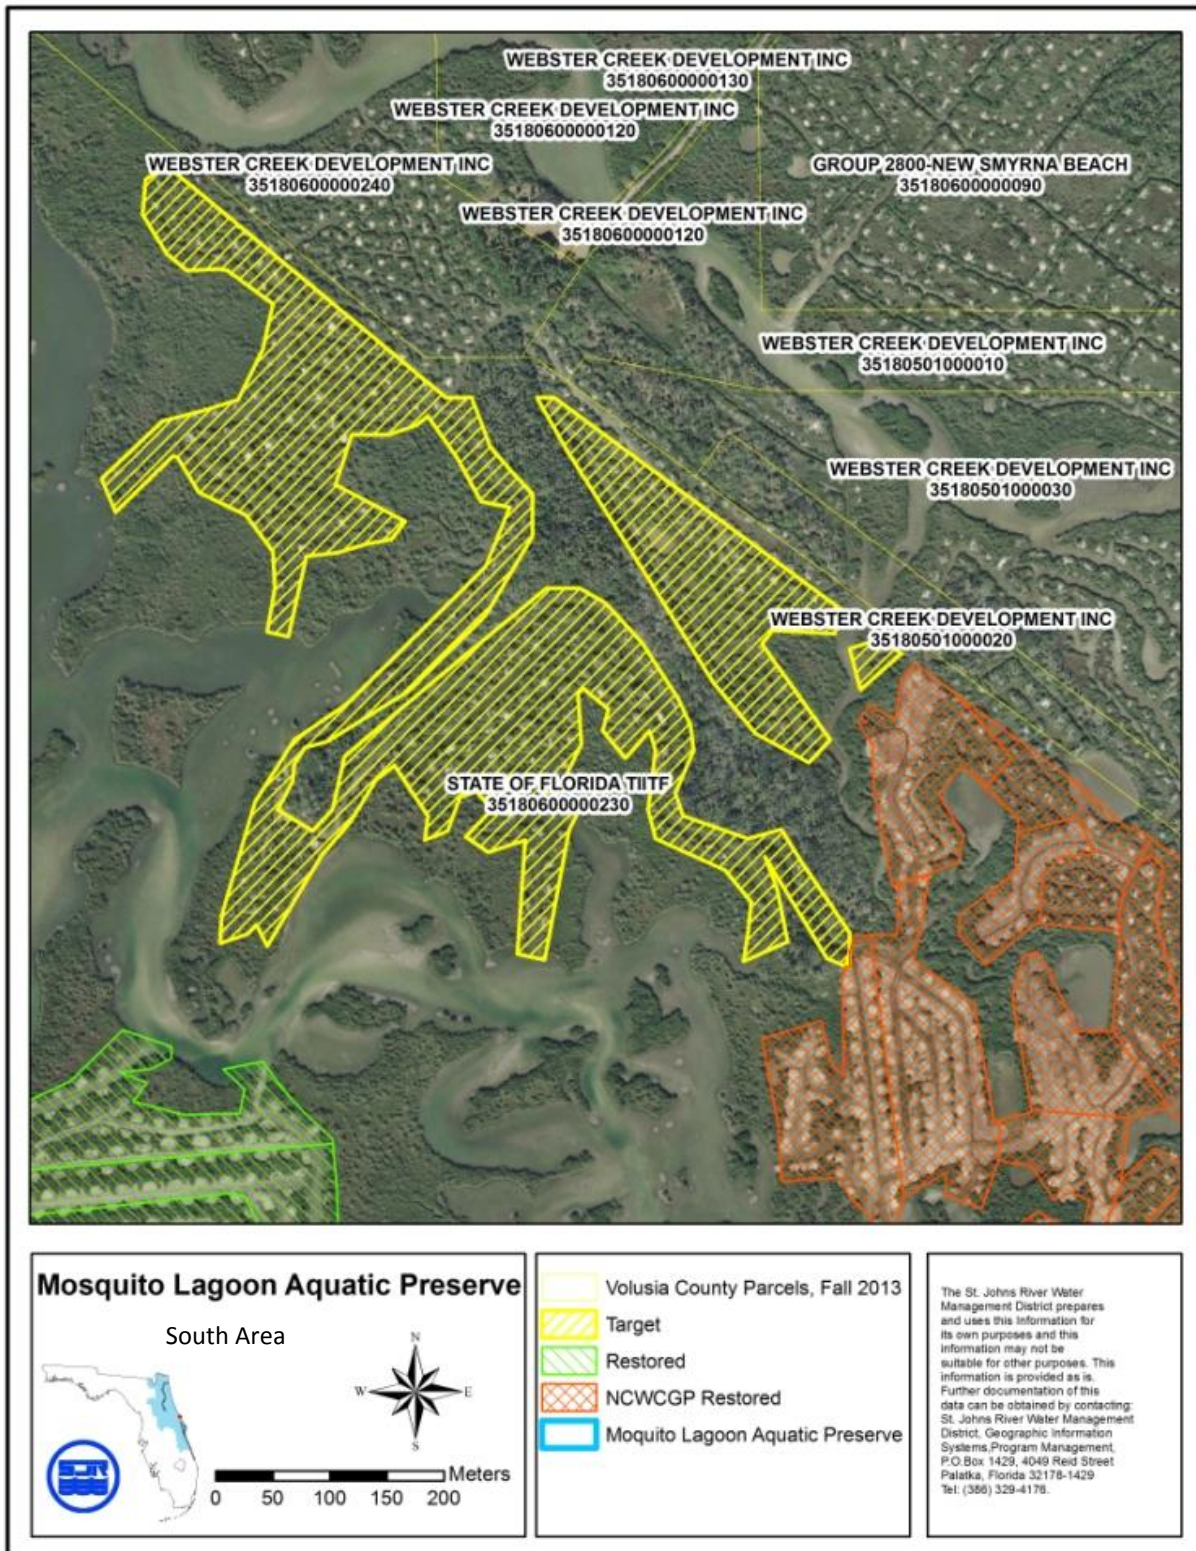 WEBSTER CREEK DEVELOPMENT INC
35180600000130
WEBSTER CREEK DEVELOPMENT INC
35180600000120
WEBSTER CREEK DEVELOPMENT INC
35180600000240
GROUP 2800-NEW SMYRNA BEACH
35180600000090
WEBSTER CREEK DEVELOPMENT INC
35180600000120
WEBSTER CREEK DEVELOPMENT INC
35180501000010
WEBSTER CREEK DEVELOPMENT INC
35180501000030
WEBSTER CREEK DEVELOPMENT INC
35180501000020
STATE OF FLORIDA TIITF
35180600000230
Mosquito Lagoon Aquatic Preserve
South Area
N
W E
S
Meters
0 50 100 150 200
Volusia County Parcels, Fall 2013
Target
Restored
NCWCGP Restored
Moquito Lagoon Aquatic Preserve
The St. Johns River Water
Management District prepares
and uses this information for
its own purposes and this
information may not be
suitable for other purposes. This
information is provided as is.
Further documentation of this
data can be obtained by contacting:
St. Johns River Water Management
District, Geographic Information
Systems,Program Management,
P.O.Box 1429, 4049 Reid Street
Palatka, Florida 32178-1429
Tel: (386) 329-4176.